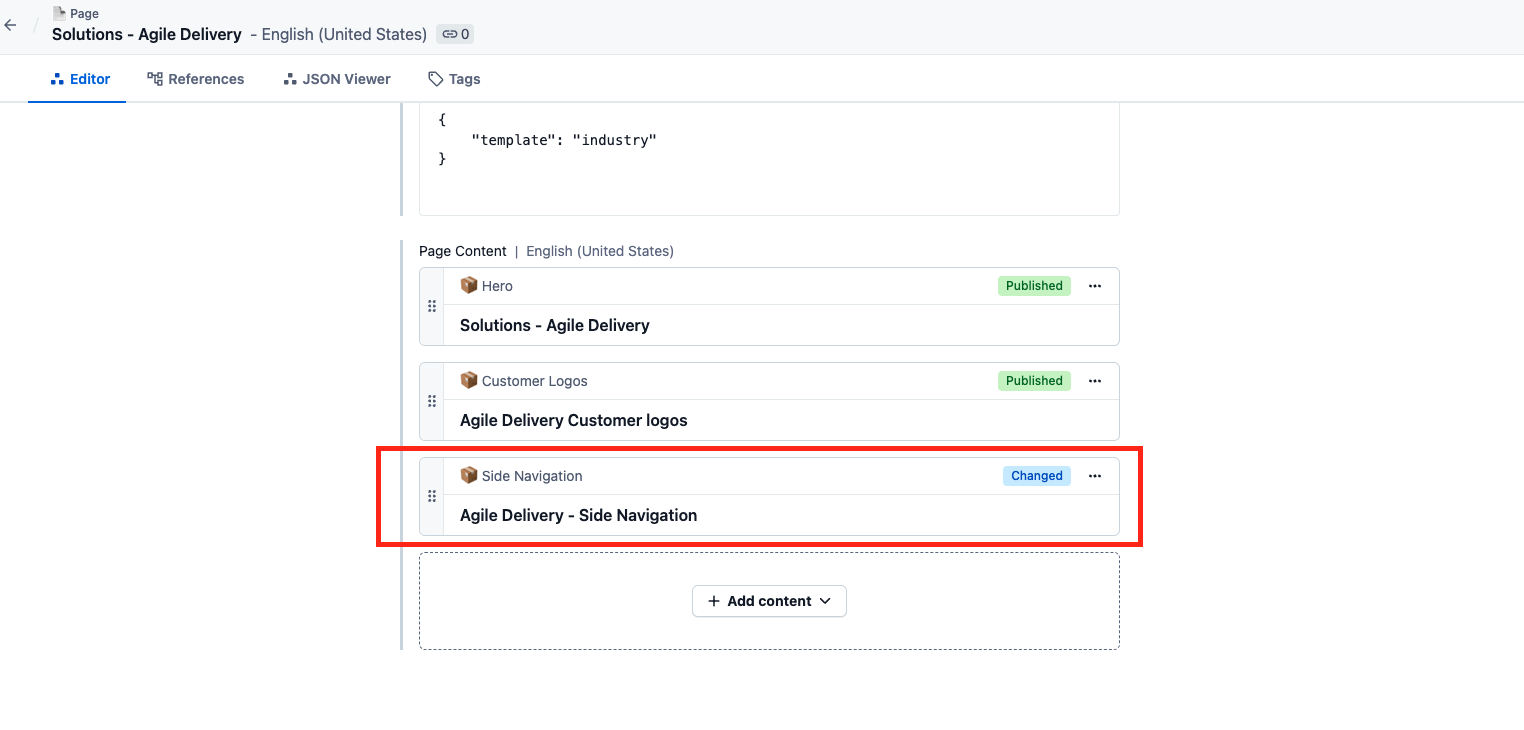 Page
Solutions - Agile Delivery - English (United States) 0
Editor References JSON Viewer Tags
{
"template": "industry"
}
Page Content | English (United States)
Hero Published
Solutions - Agile Delivery
Customer Logos Published
Agile Delivery Customer logos
Side Navigation Changed
Agile Delivery - Side Navigation
+ Add content